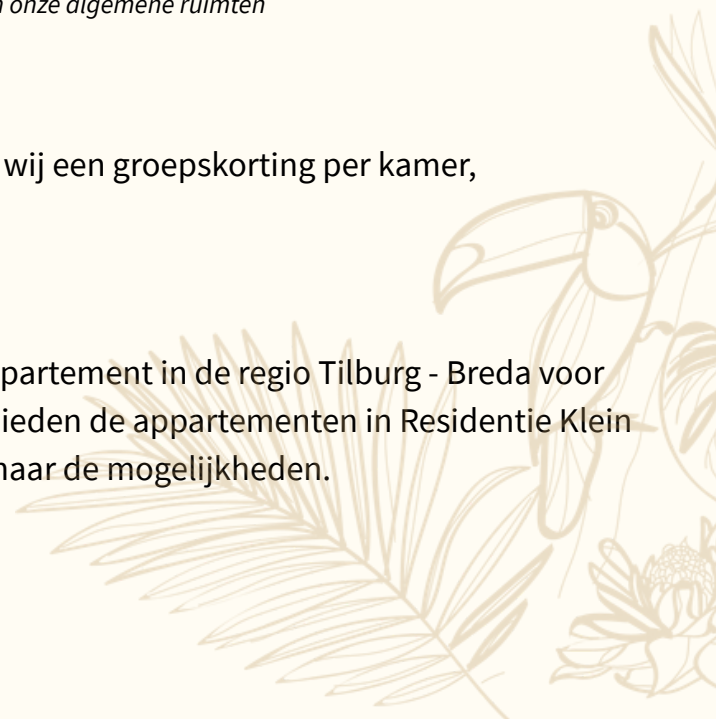 n onze algemene ruimten
wij een groepskorting per kamer,
partement in de regio Tilburg - Breda voor
ieden de appartementen in Residentie Klein
naar de mogelijkheden.